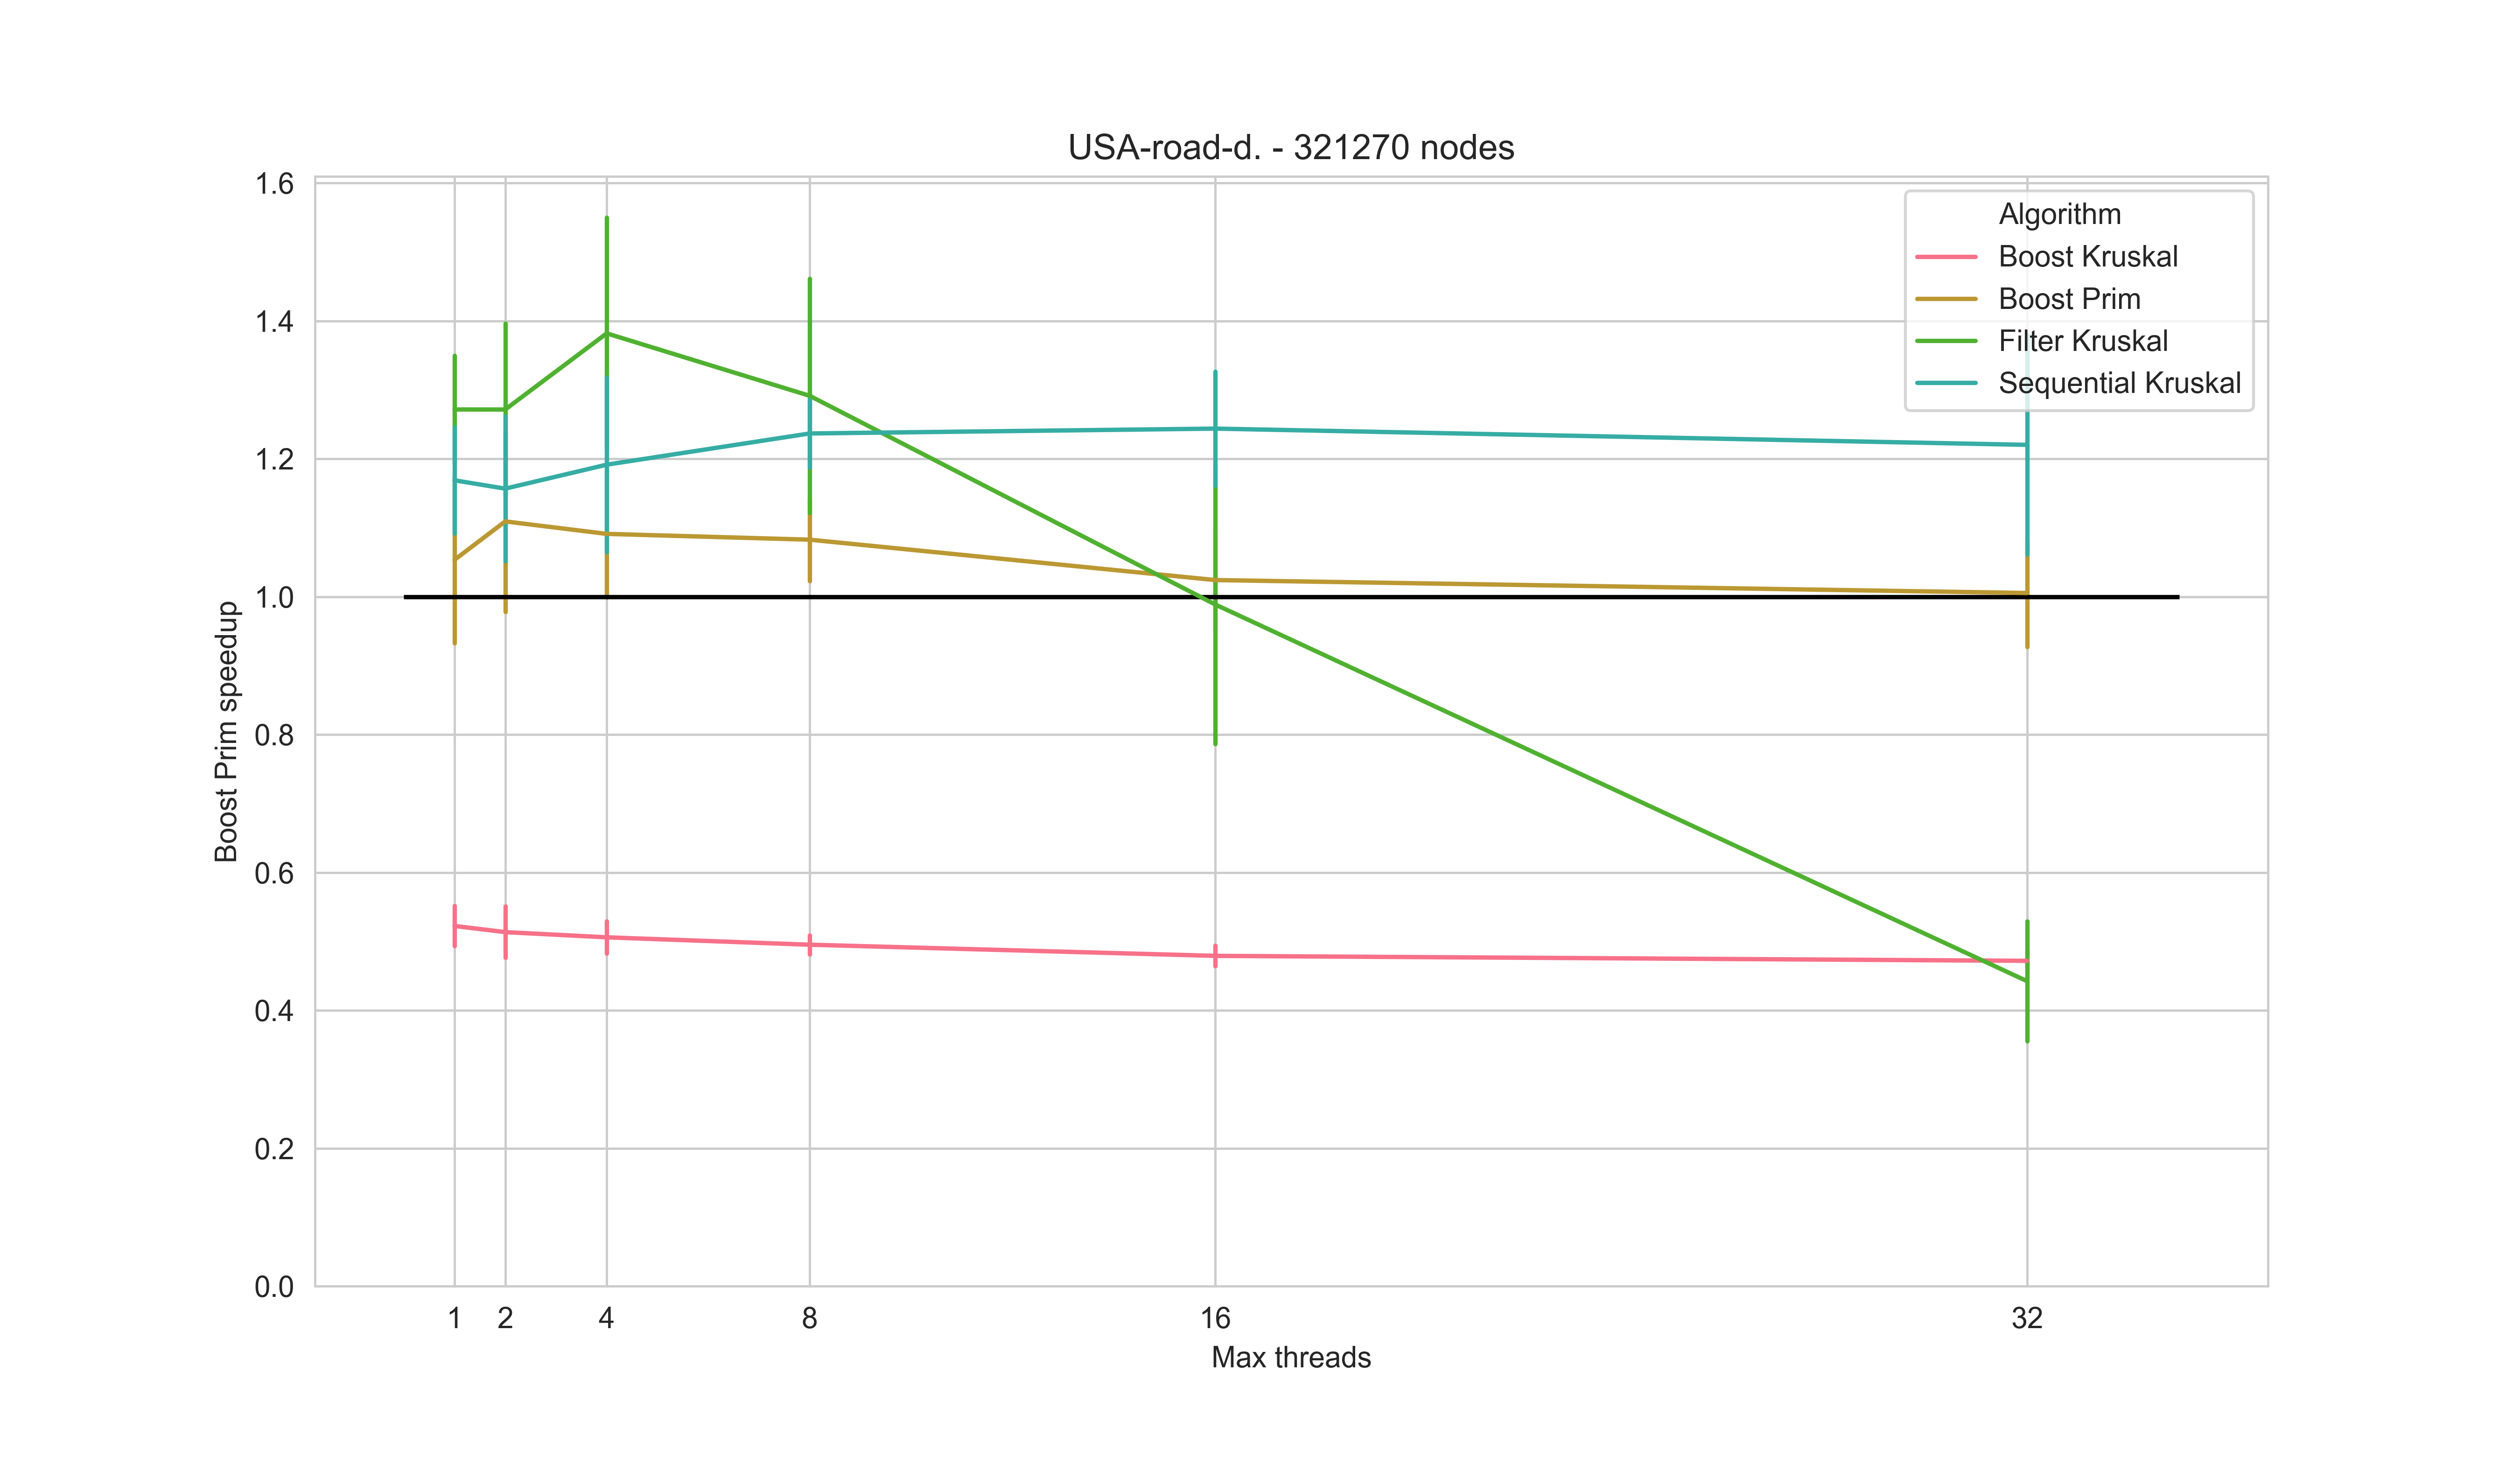 USA-road-d. - 321270 nodes
1.6
1.4
1.2
1.0
0.8
0.6
0.4
0.2
0.0
Boost Prim speedup
Algorithm
Boost Kruskal
Boost Prim
Filter Kruskal
Sequential Kruskal
1 2 4 8 16 32
Max threads